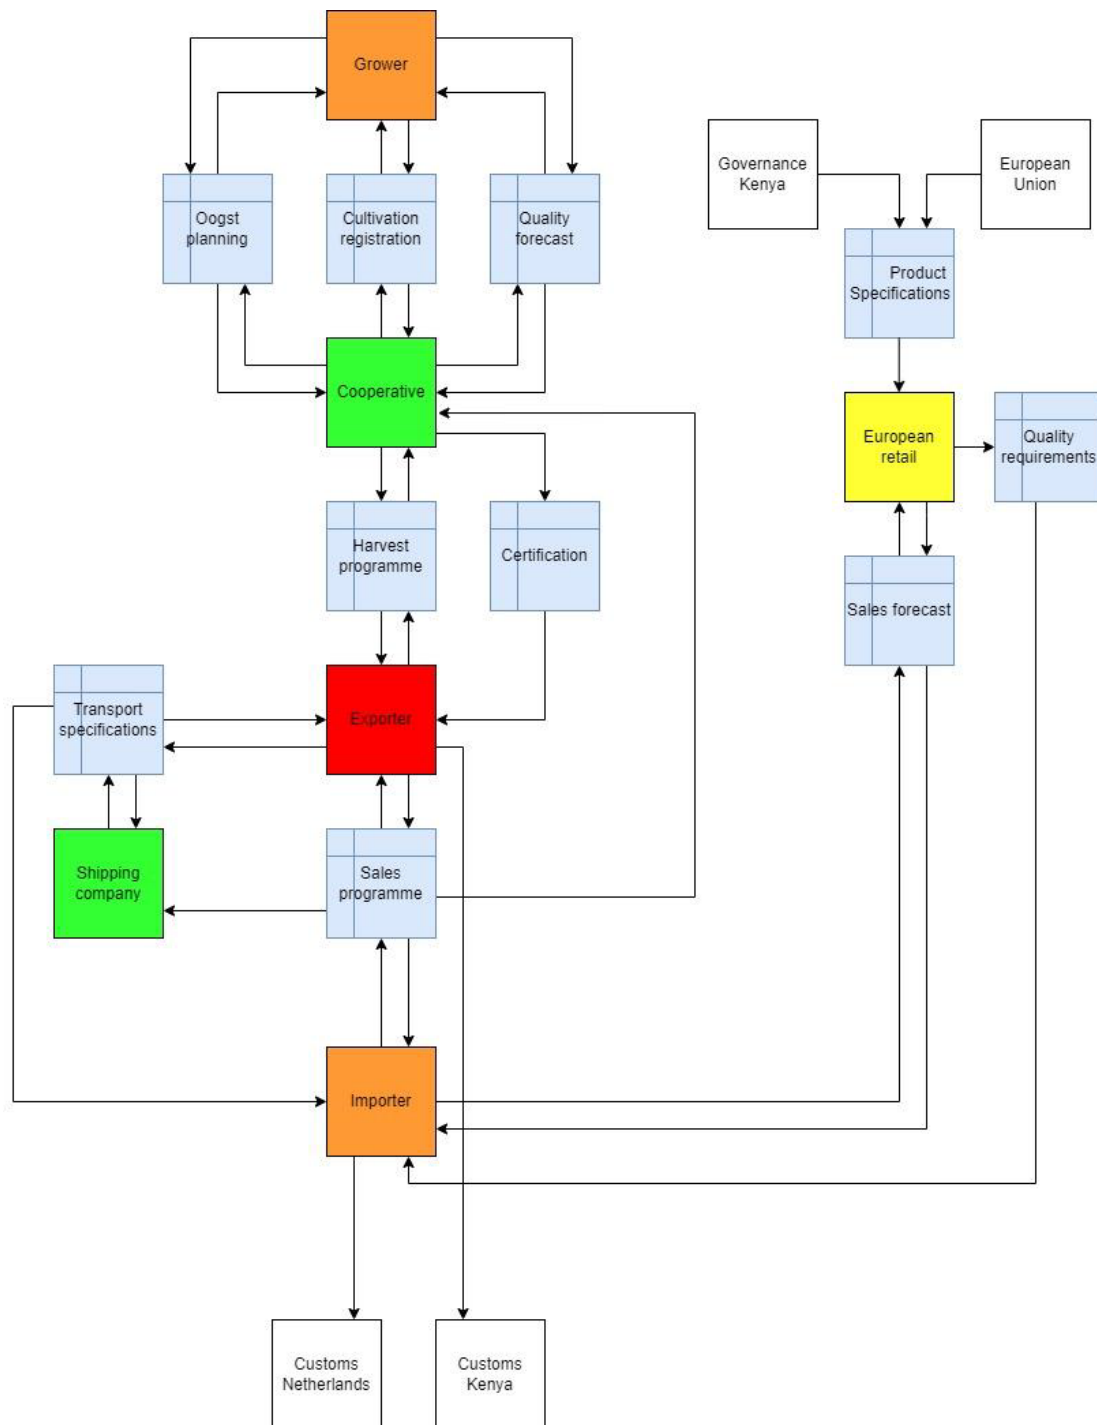 Grower
Governance
Kenya
European
Union
Oogst
planning
Cultivation
registration
Quality
forecast
Product
Specifications
Cooperative
European
retail
Quality
requirements
Harvest
programme
Certification
Sales forecast
Transport
specifications
Exporter
Shipping
company
Sales
programme
Importer
Customs
Netherlands
Customs
Kenya